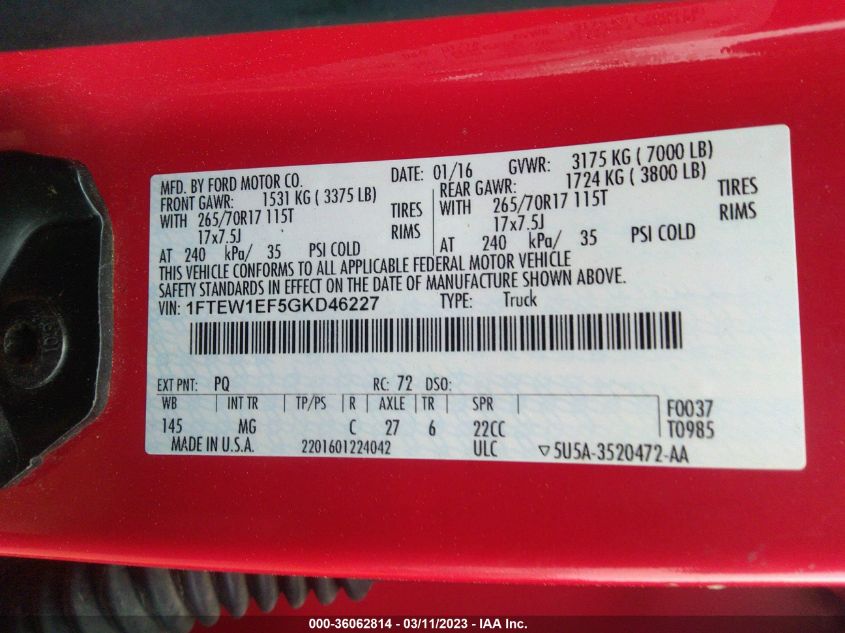 MFD. BY FORD MOTOR CO. DATE: 01/16 GVWR: 3175 KG ( 7000 LB)
FRONT GAWR: 1531 KG ( 3375 LB) REAR GAWR: 1724 KG ( 3800 LB)
WITH 265/70R17 115T TIRES WITH 265/70R17 115T TIRES
17x7.5J RIMS 17x7.5J RIMS
AT 240 kPa/ 35 PSI COLD AT 240 kPa/ 35 PSI COLD
THIS VEHICLE CONFORMS TO ALL APPLICABLE FEDERAL MOTOR VEHICLE
SAFETY STANDARDS IN EFFECT ON THE DATE OF MANUFACTURE SHOWN ABOVE.
VIN: 1FTEW1EF5GKD46227 TYPE: Truck
EXT PNT: PQ RC: 72 DSO:
WB INT TR TP/PS R AXLE TR SPR F0037
145 MG C 27 6 22CC T0985
MADE IN U.S.A. 2201601224042 ULC ▽5U5A-3520472-AA
000-36062814 - 03/11/2023 - IAA Inc.